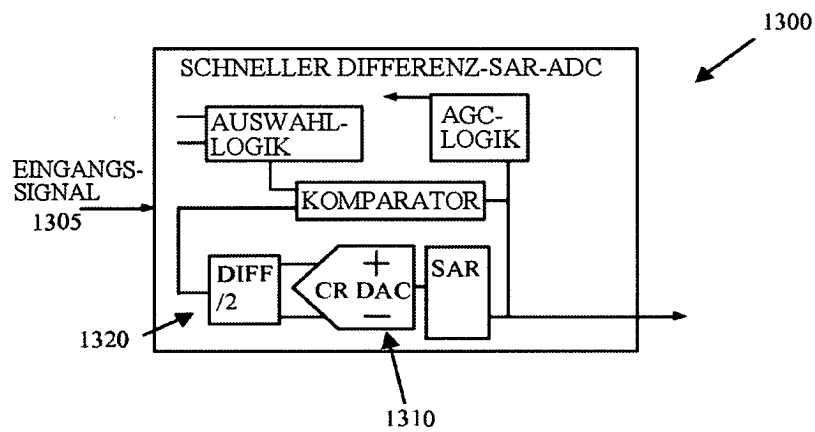 1300
SCHNELLER DIFFERENZ-SAR-ADC
AUSWAHL-
LOGIK
AGC-
LOGIK
EINGANGS-
SIGNAL
1305
KOMPARATOR
DIFF
/2
+
CR DAC
−
SAR
1320
1310